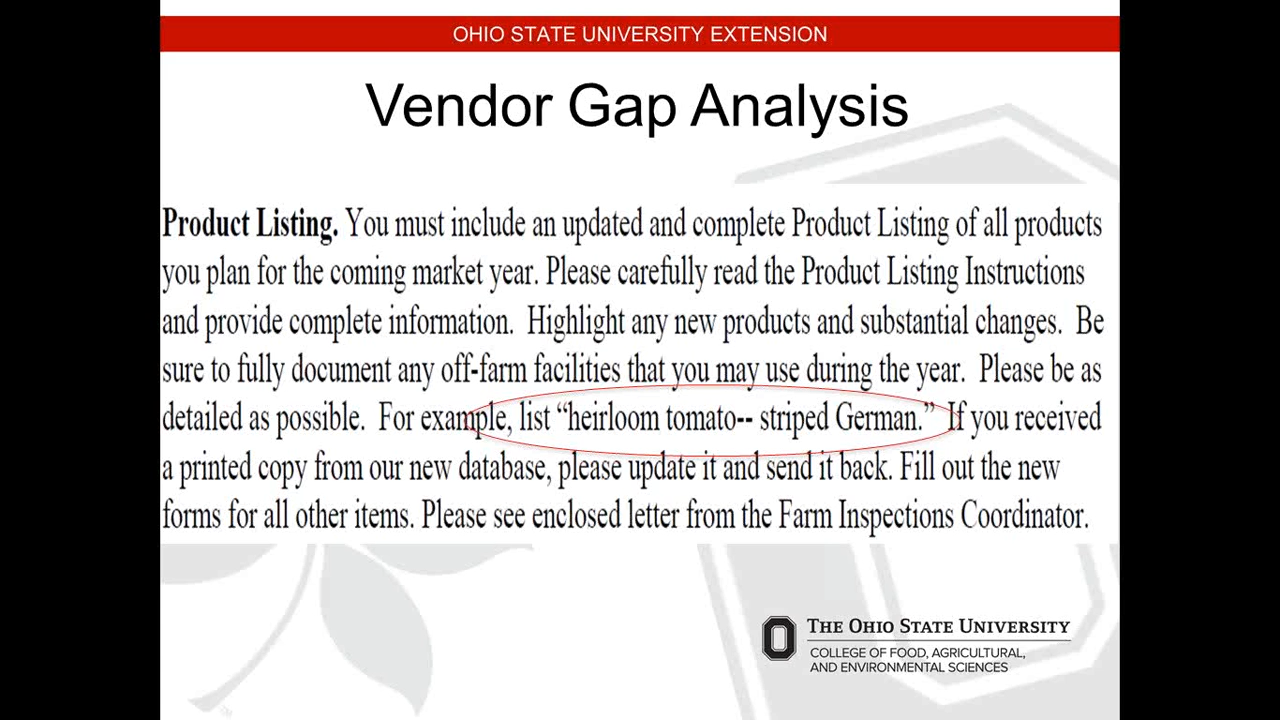 OHIO STATE UNIVERSITY EXTENSION
Vendor Gap Analysis
Product Listing. You must include an updated and complete Product Listing of all products
you plan for the coming market year. Please carefully read the Product Listing Instructions
and provide complete information.  Highlight any new products and substantial changes.  Be
sure to fully document any off-farm facilities that you may use during the year.  Please be as
detailed as possible.  For example, list “heirloom tomato-- striped German.”  If you received
a printed copy from our new database, please update it and send it back. Fill out the new
forms for all other items. Please see enclosed letter from the Farm Inspections Coordinator.
THE OHIO STATE UNIVERSITY
COLLEGE OF FOOD, AGRICULTURAL,
AND ENVIRONMENTAL SCIENCES
TM